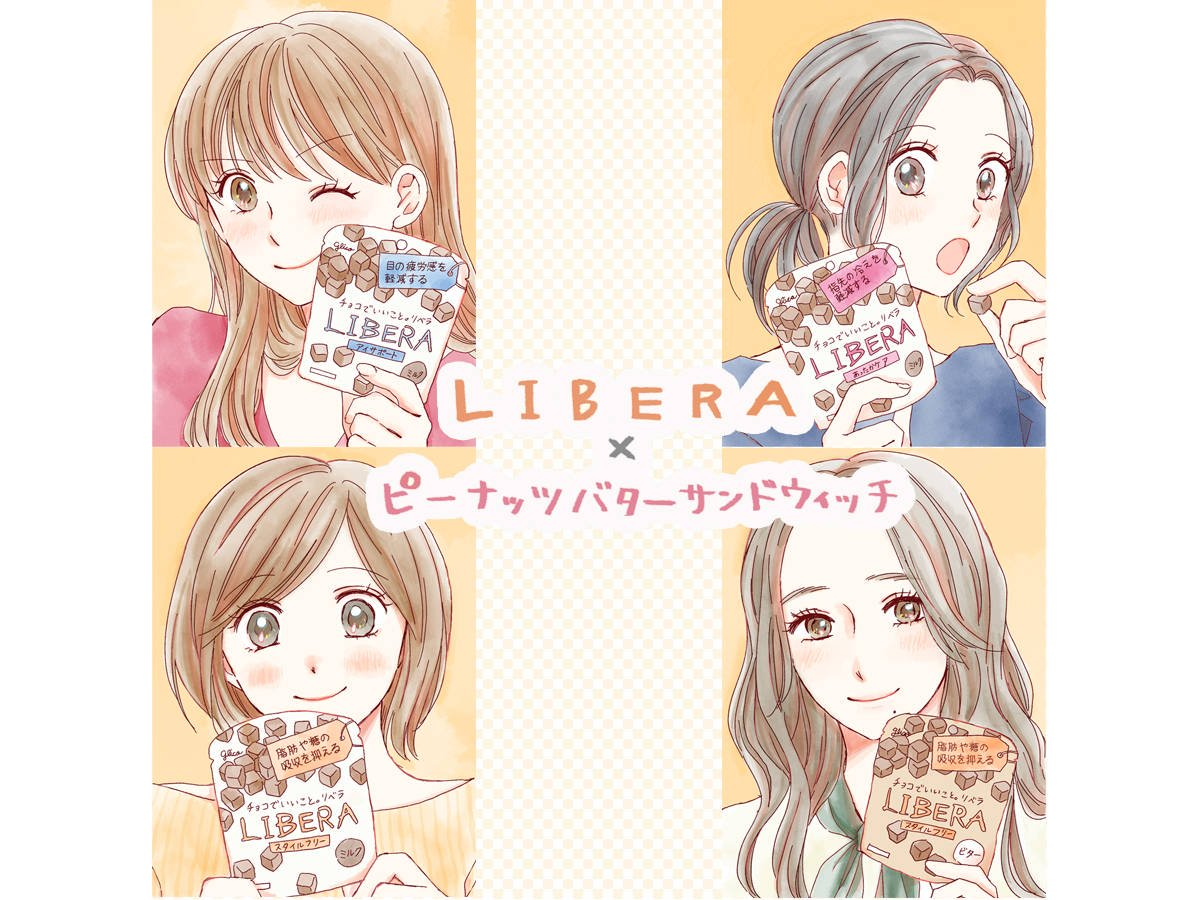 glico
目の疲労感を
軽減する
チョコでいいこと。リベラ
LIBERA
アイサポート
ミルク
glico
指先の冷えを
軽減する
チョコでいいこと。リベラ
LIBERA
あったかケア
ミルク
LIBERA
×
ピーナッツバターサンドウィッチ
glico
脂肪や糖の
吸収を抑える
チョコでいいこと。リベラ
LIBERA
スタイルフリー
ミルク
glico
脂肪や糖の
吸収を抑える
チョコでいいこと。リベラ
LIBERA
スタイルフリー
ビター